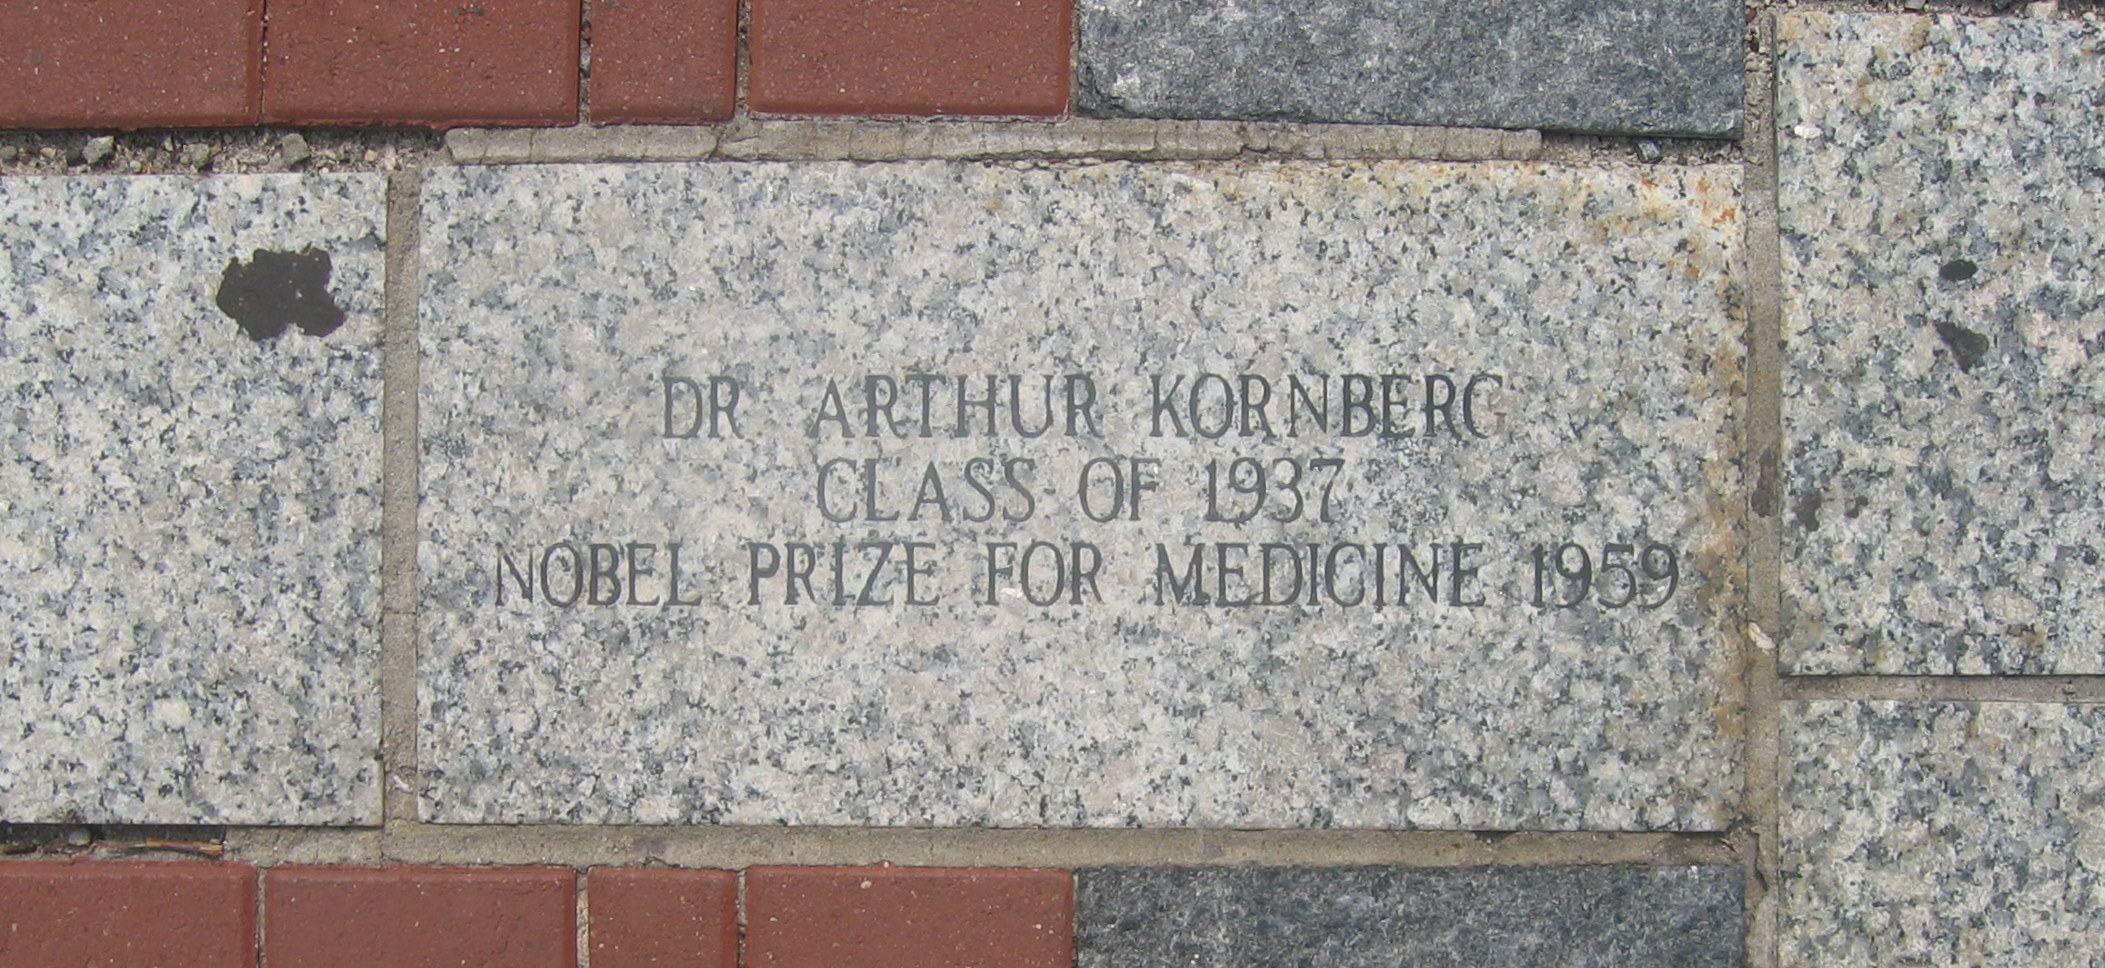 DR ARTHUR KORNBERG
CLASS OF 1937
NOBEL PRIZE FOR MEDICINE 1959